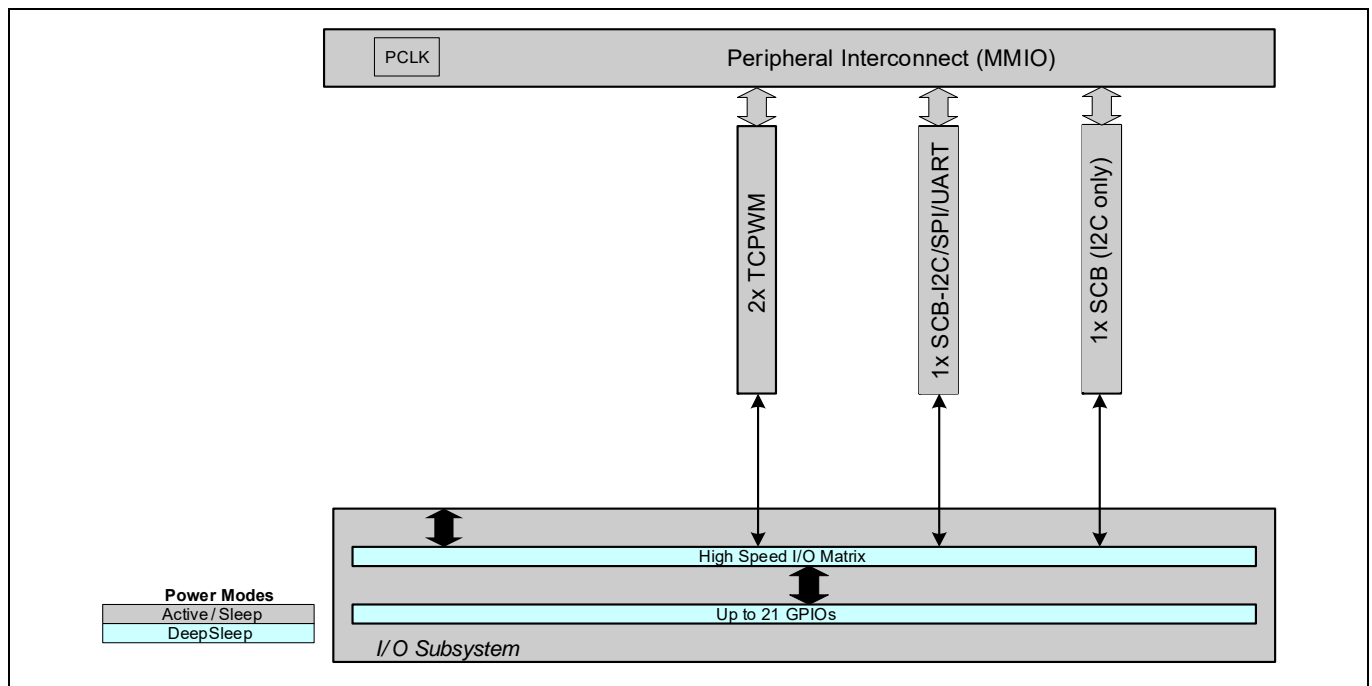 PCLK
Peripheral Interconnect (MMIO)
2x TCPWM
1x SCB-I2C/SPI/UART
1x SCB (I2C only)
High Speed I/O Matrix
Power Modes
Active / Sleep
DeepSleep
Up to 21 GPIOs
I/O Subsystem